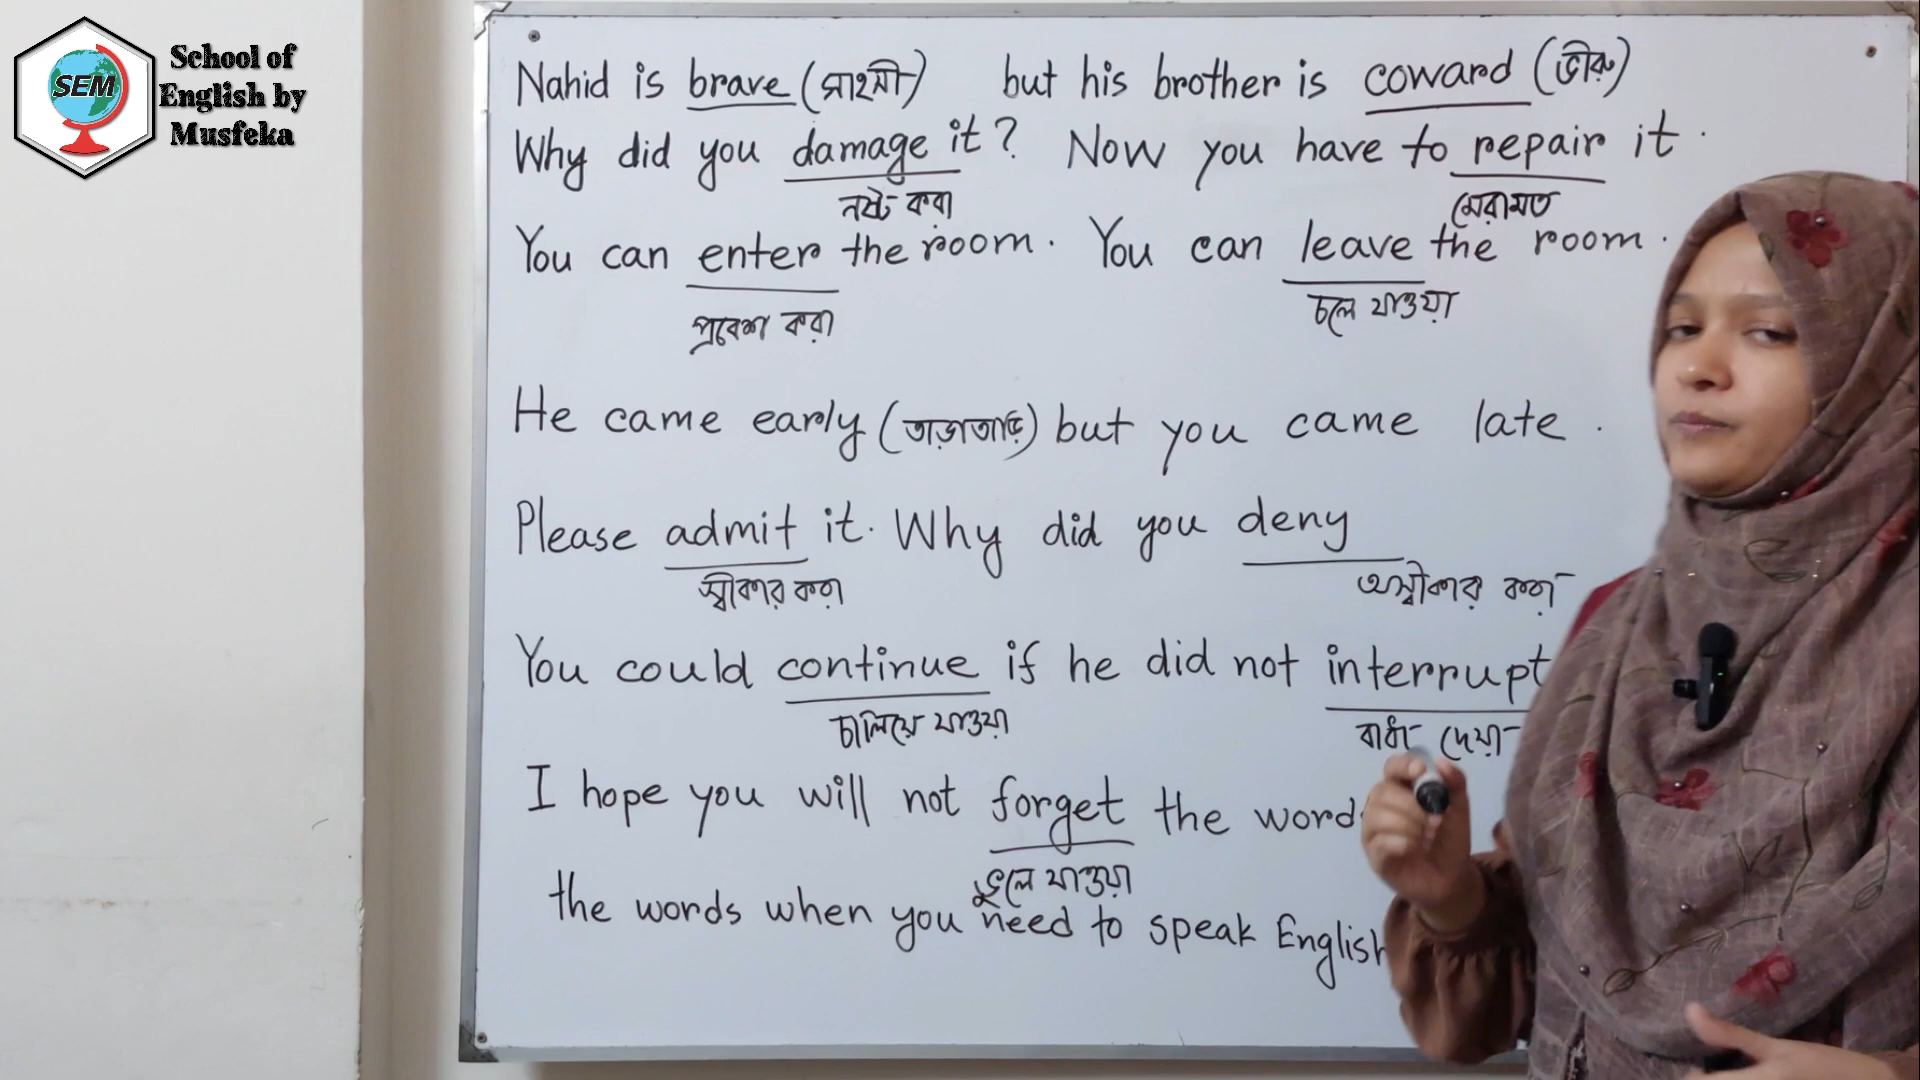 SEM
School of
English by
Musfeka
Nahid is brave (সাহসী) but his brother is coward (ভীরু)
Why did you damage it? Now you have to repair it.
নষ্ট করা মেরামত
You can enter the room. You can leave the room.
প্রবেশ করা চলে যাওয়া
He came early (তাড়াতাড়ি) but you came late.
Please admit it. Why did you deny
স্বীকার করা অস্বীকার করা
You could continue if he did not interrupt
চালিয়ে যাওয়া বাধা দেয়া
I hope you will not forget the word
ভুলে যাওয়া
the words when you need to speak English